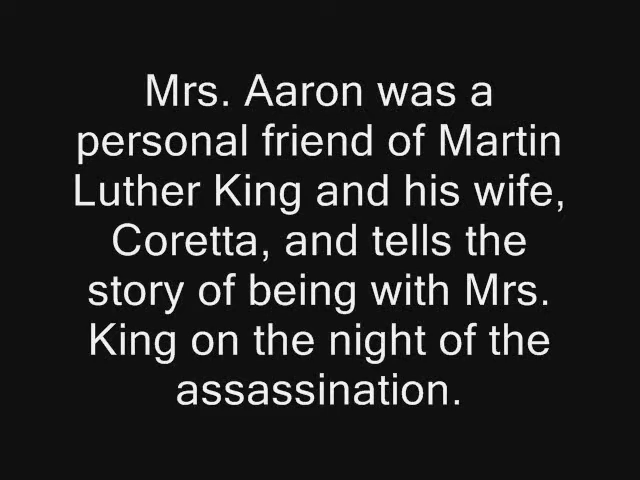 Mrs. Aaron was a
personal friend of Martin
Luther King and his wife,
Coretta, and tells the
story of being with Mrs.
King on the night of the
assassination.